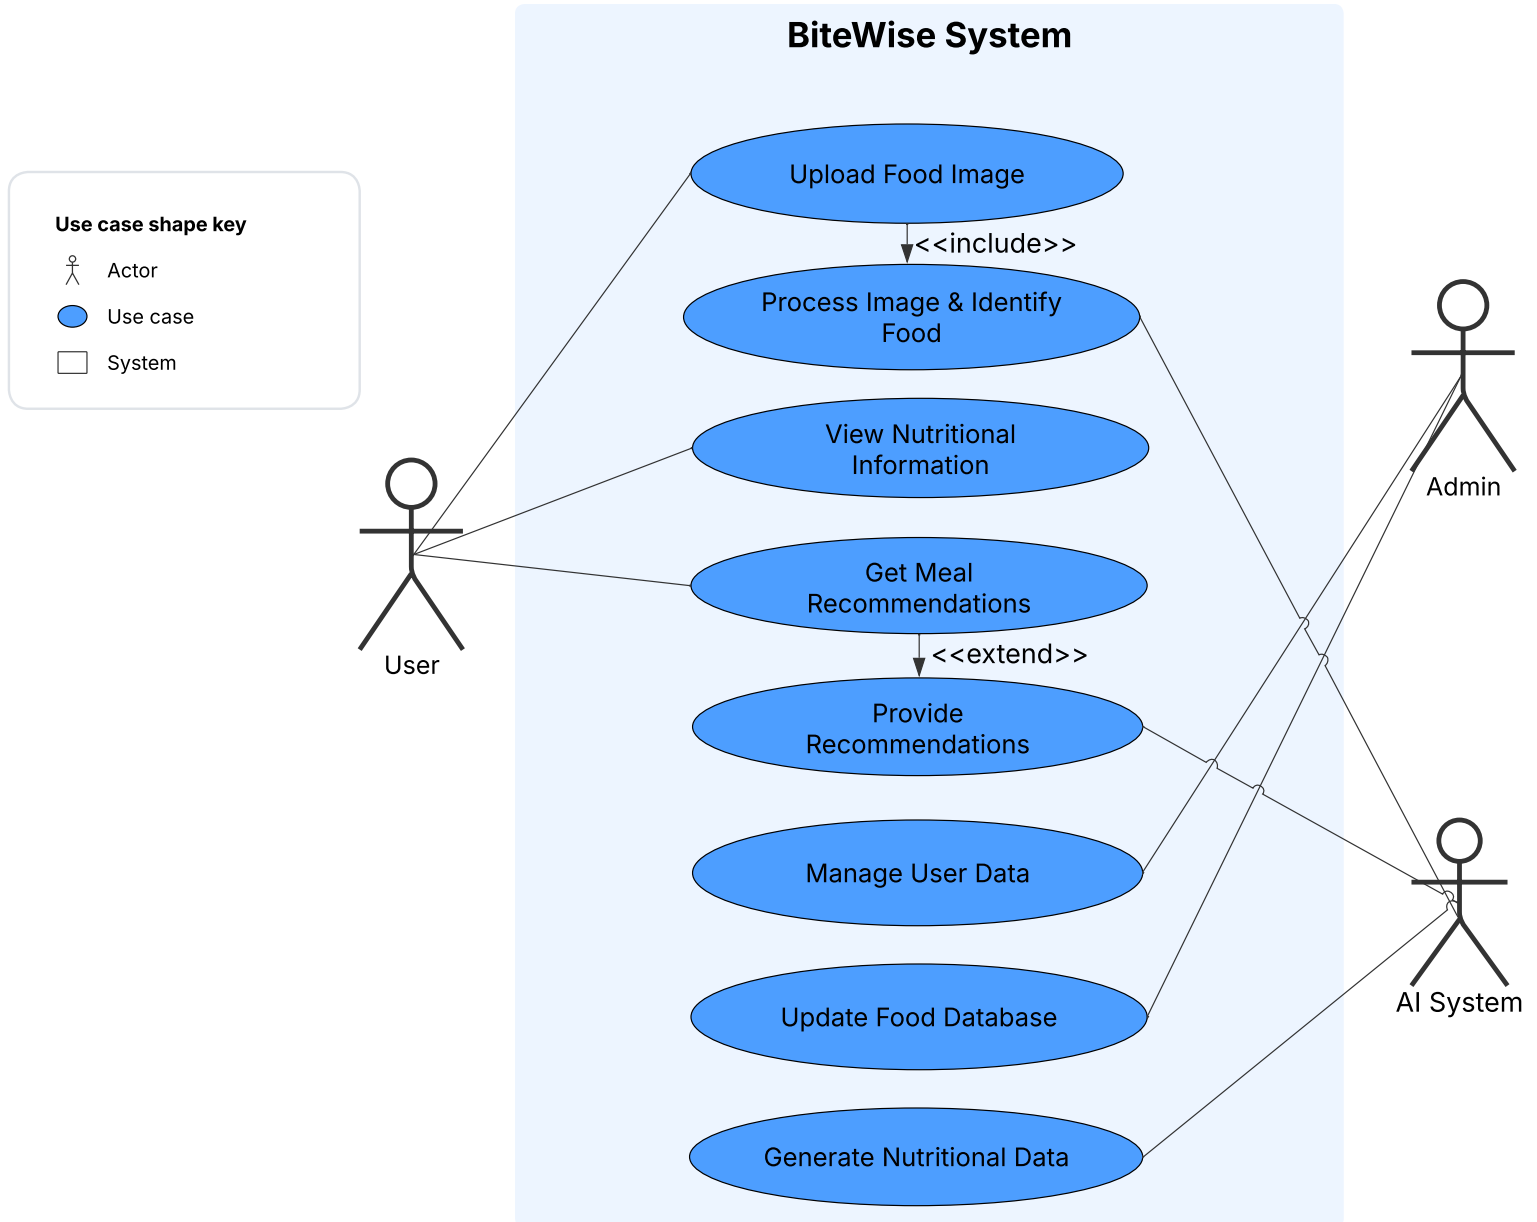 BiteWise System
Use case shape key
Actor
Use case
System
Upload Food Image
<<include>>
Process Image & Identify
Food
View Nutritional
Information
Get Meal
Recommendations
<<extend>>
Provide
Recommendations
Manage User Data
Update Food Database
Generate Nutritional Data
User
Admin
AI System